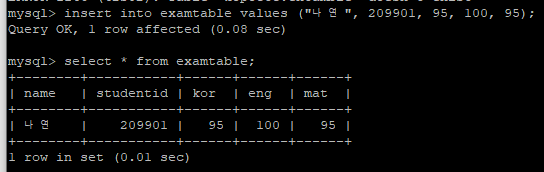 mysql> insert into examtable values ("나연", 209901, 95, 100, 95);
Query OK, 1 row affected (0.08 sec)
mysql> select * from examtable;
+--------+-----------+------+------+------+
| name   | studentid | kor  | eng  | mat  |
+--------+-----------+------+------+------+
| 나연   |    209901 |   95 |  100 |   95 |
+--------+-----------+------+------+------+
1 row in set (0.01 sec)